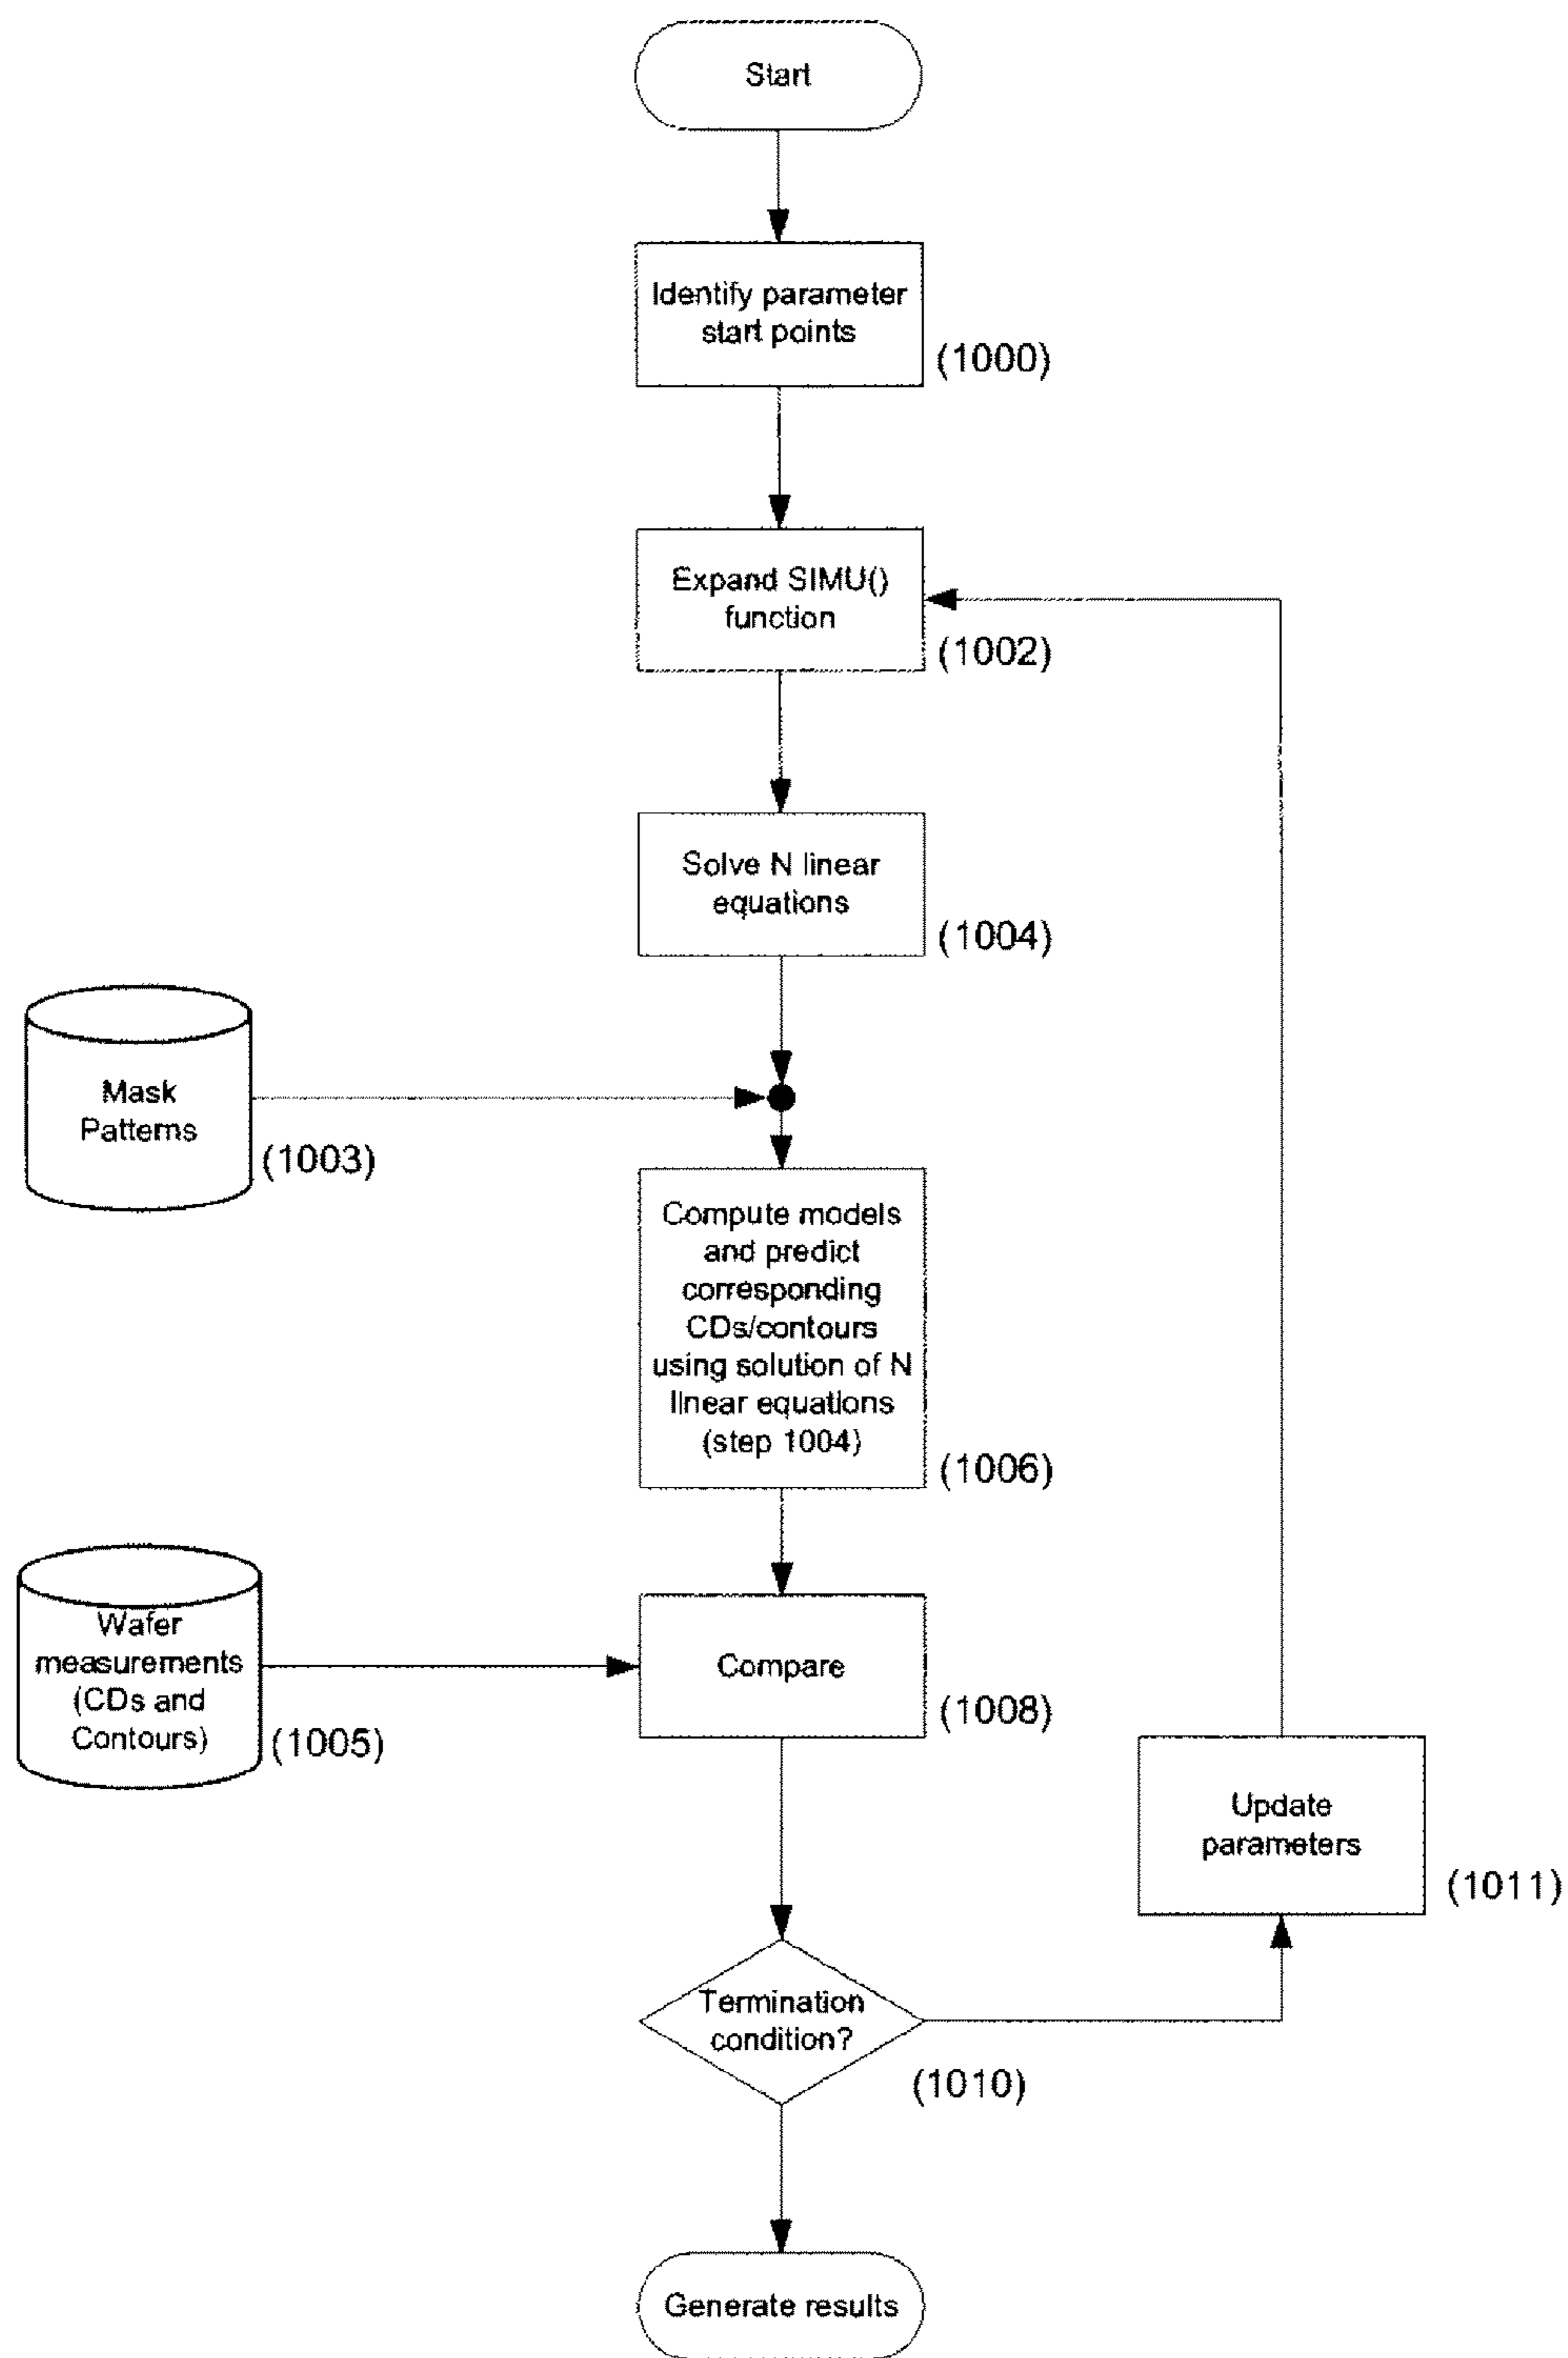 Start
Identify parameter
start points
(1000)
Expand SIMU()
function
(1002)
Solve N linear
equations
(1004)
Mask
Patterns
(1003)
Compute models
and predict
corresponding
CDs/contours
using solution of N
linear equations
(step 1004)
(1006)
Wafer
measurements
(CDs and
Contours)
(1005)
Compare
(1008)
Update
parameters
(1011)
Termination
condition?
(1010)
Generate results